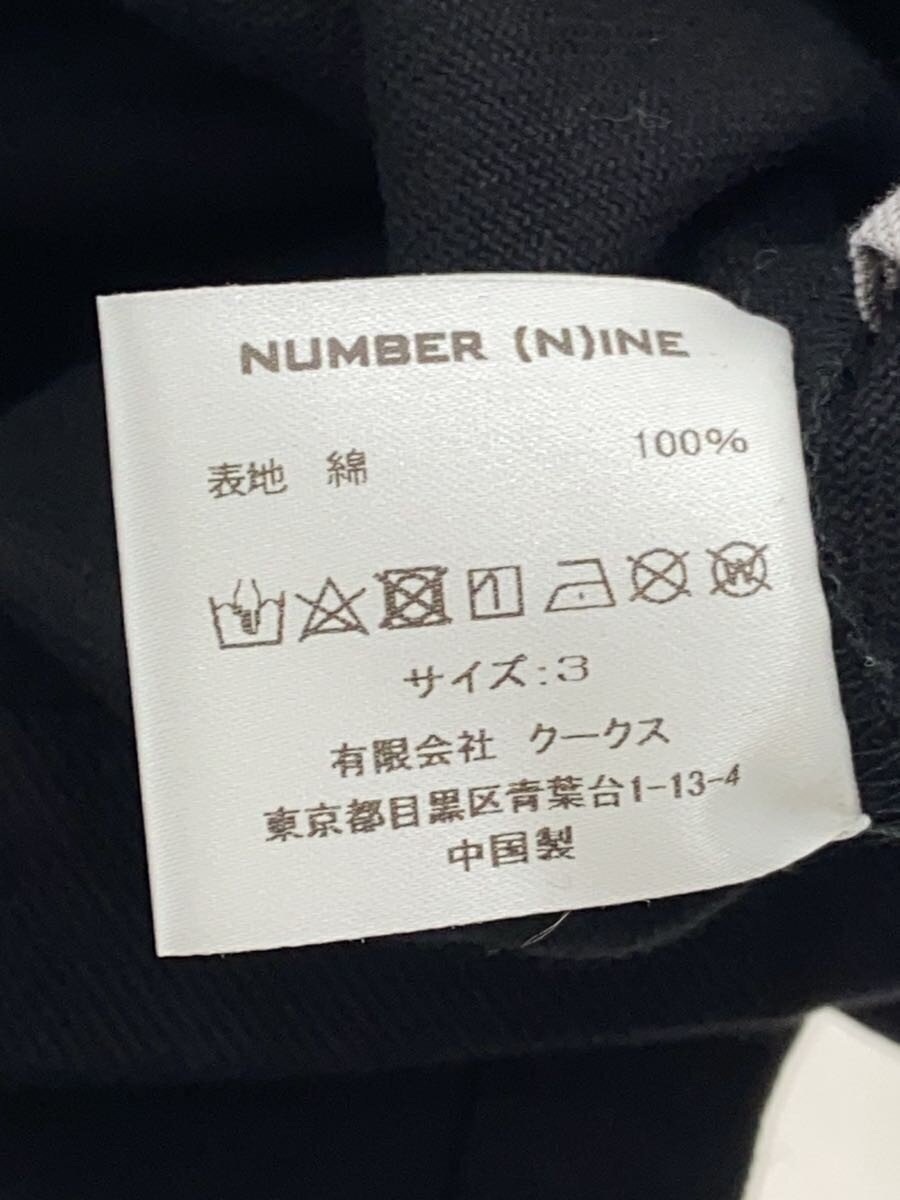 NUMBER (N)INE
表地 綿 100%
サイズ:3
有限会社 クークス
東京都目黒区青葉台1-13-4
中国製